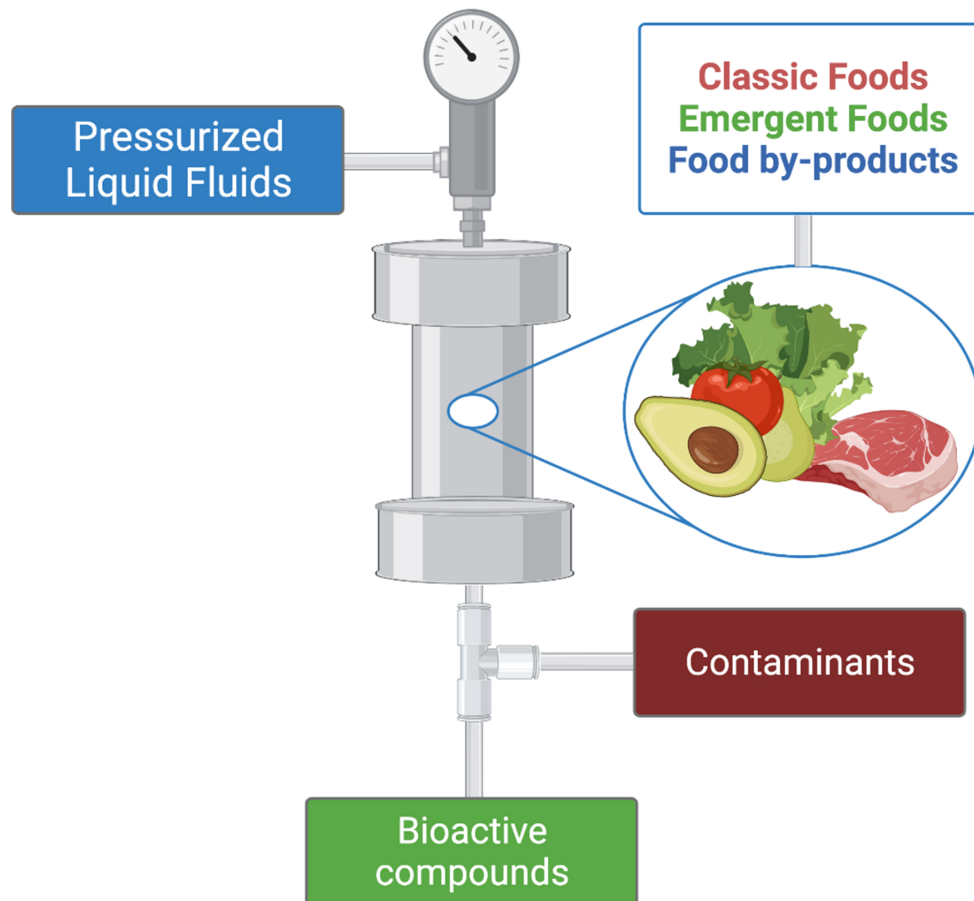 Pressurized
Liquid Fluids
Classic Foods
Emergent Foods
Food by-products
Contaminants
Bioactive
compounds